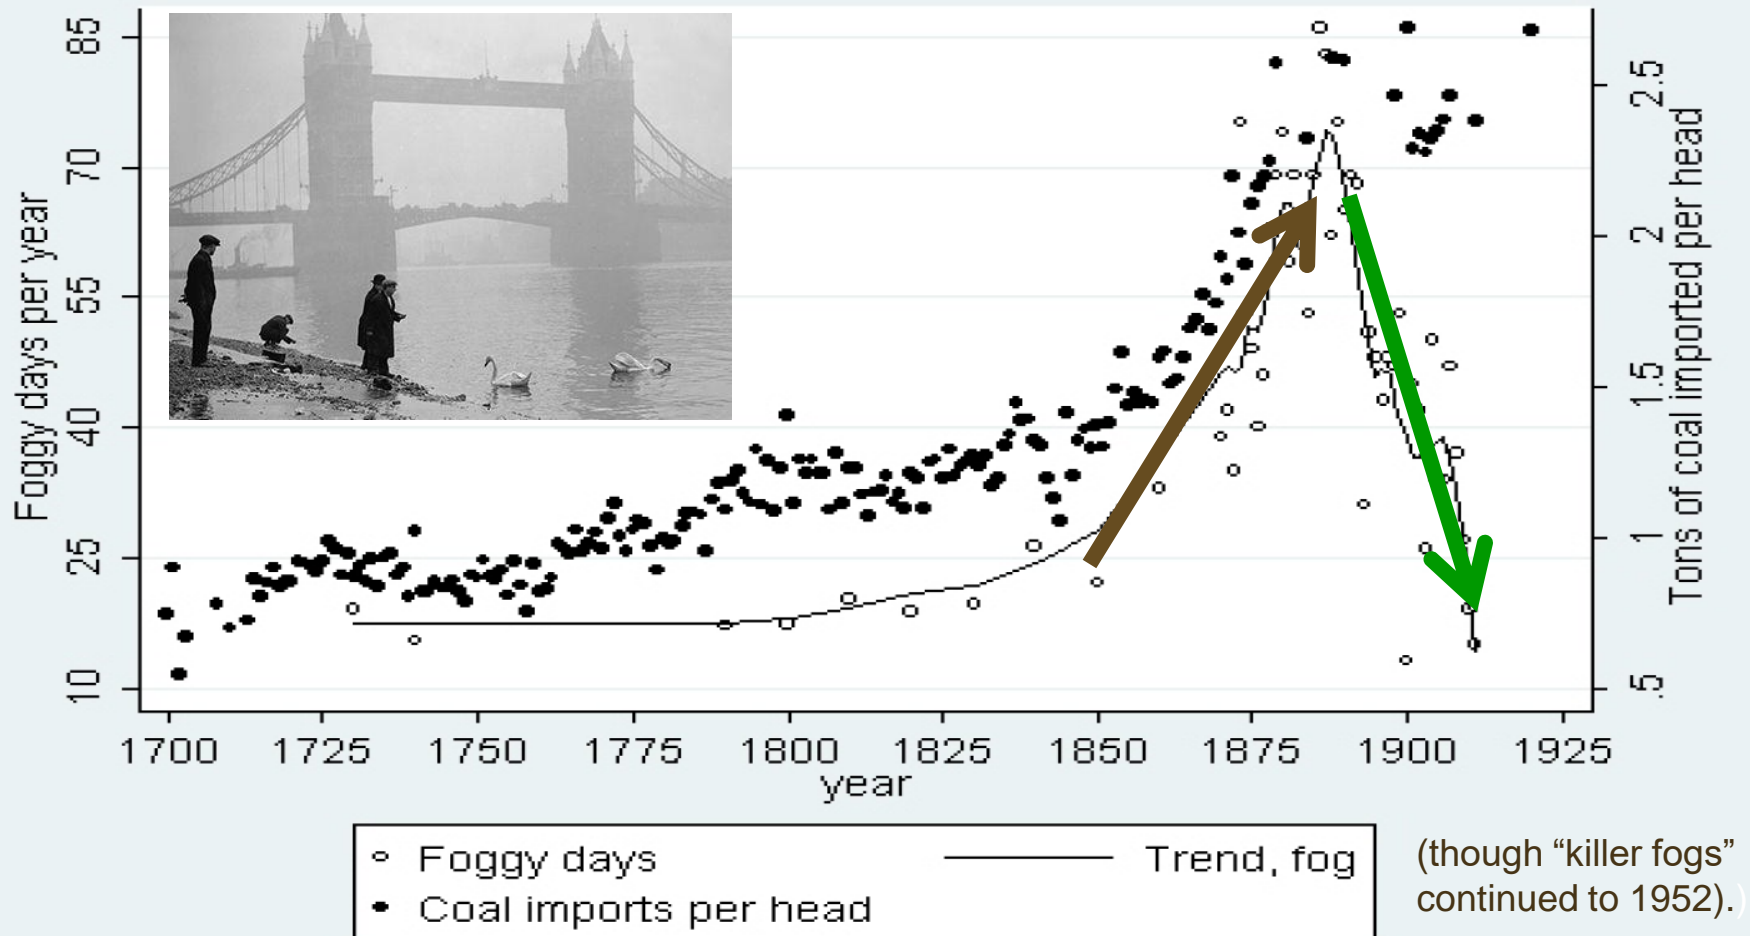 Foggy days per year
85
70
55
40
25
10
2.5
2
1.5
1
.5
Tons of coal imported per head
1700 1725 1750 1775 1800 1825 1850 1875 1900 1925
year
Foggy days
Trend, fog
Coal imports per head
(though “killer fogs”
continued to 1952).)